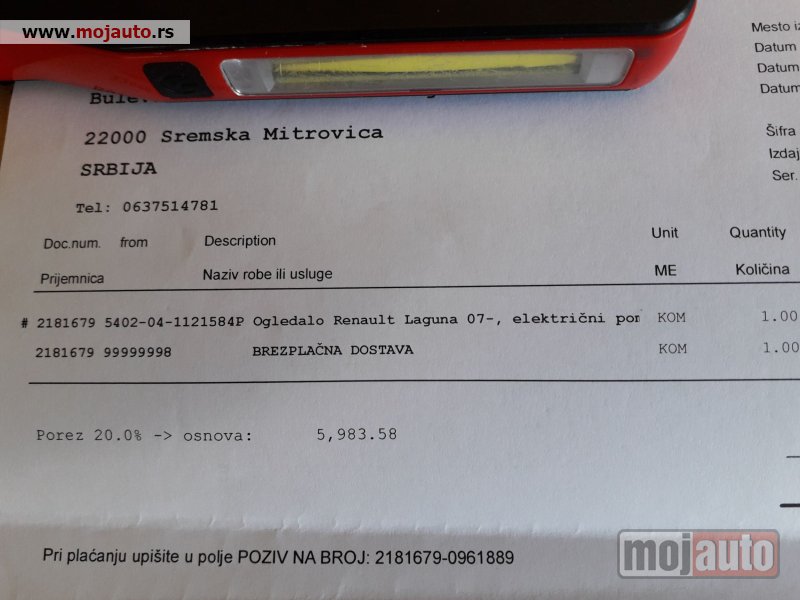 www.mojauto.rs
Mesto
Datum
Datum
Datum
22000 Sremska Mitrovica
SRBIJA
Tel: 0637514781
Šifra
Izdaj
Ser.
Doc.num. from Description Unit Quantity
Prijemnica Naziv robe ili usluge ME Količina
# 2181679 5402-04-1121584P Ogledalo Renault Laguna 07-, električni KOM 1.00
2181679 99999998 BREZPLAČNA DOSTAVA KOM 1.00
Porez 20.0% -> osnova: 5,983.58
Pri plaćanju upišite u polje POZIV NA BROJ: 2181679-0961889
mojauto